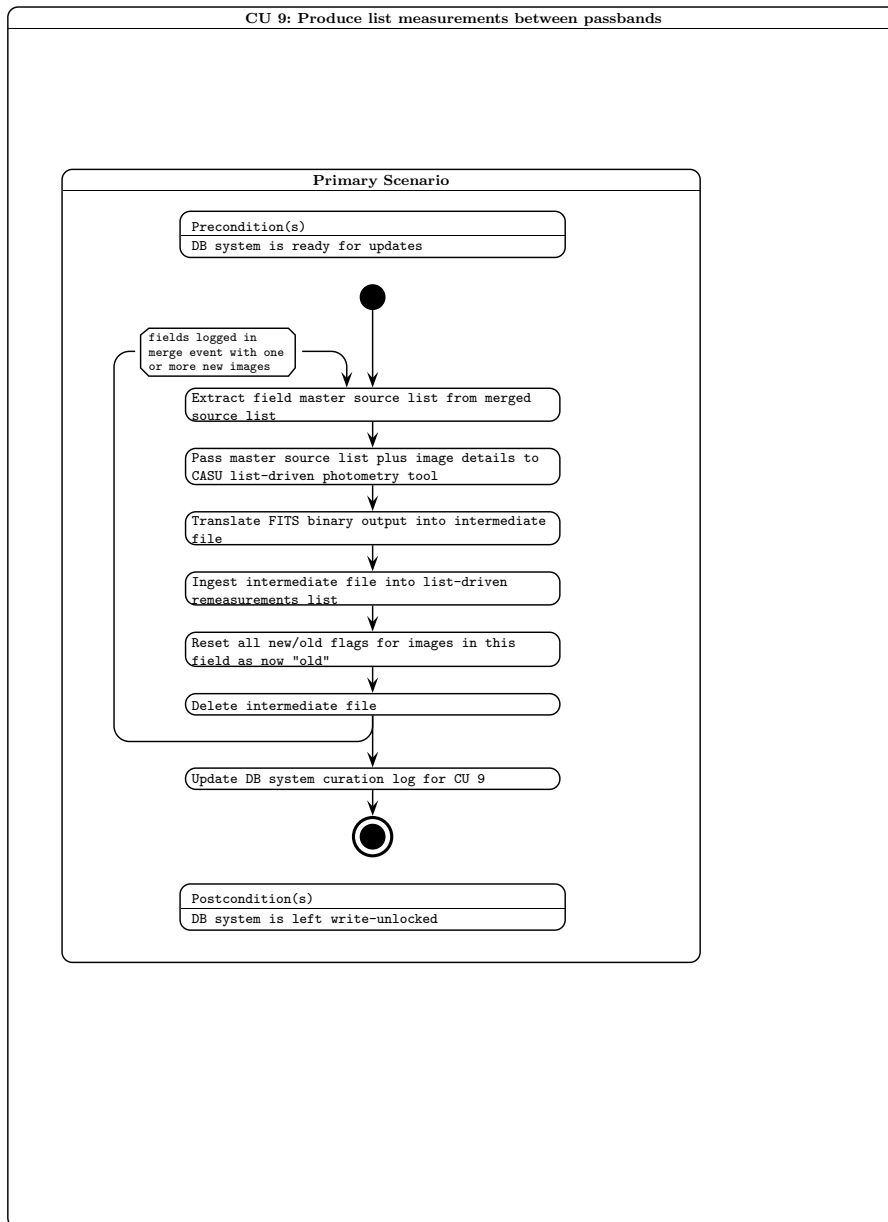 CU 9: Produce list measurements between passbands
Primary Scenario
Precondition(s)
DB system is ready for updates
fields logged in
merge event with one
or more new images
Extract field master source list from merged
source list
Pass master source list plus image details to
CASU list-driven photometry tool
Translate FITS binary output into intermediate
file
Ingest intermediate file into list-driven
remeasurements list
Reset all new/old flags for images in this
field as now "old"
Delete intermediate file
Update DB system curation log for CU 9
Postcondition(s)
DB system is left write-unlocked